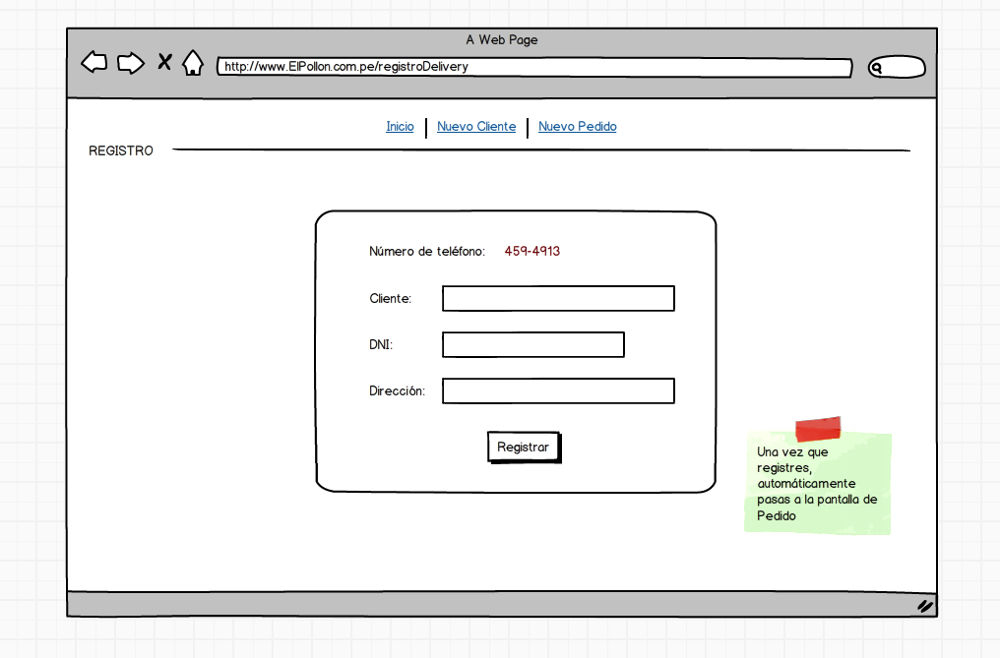 A Web Page
http://www.ElPollon.com.pe/registroDelivery
Inicio Nuevo Cliente Nuevo Pedido
REGISTRO
Número de teléfono: 459-4913
Cliente:
DNI:
Dirección:
Registrar
Una vez que
registres,
automáticamente
pasas a la pantalla de
Pedido